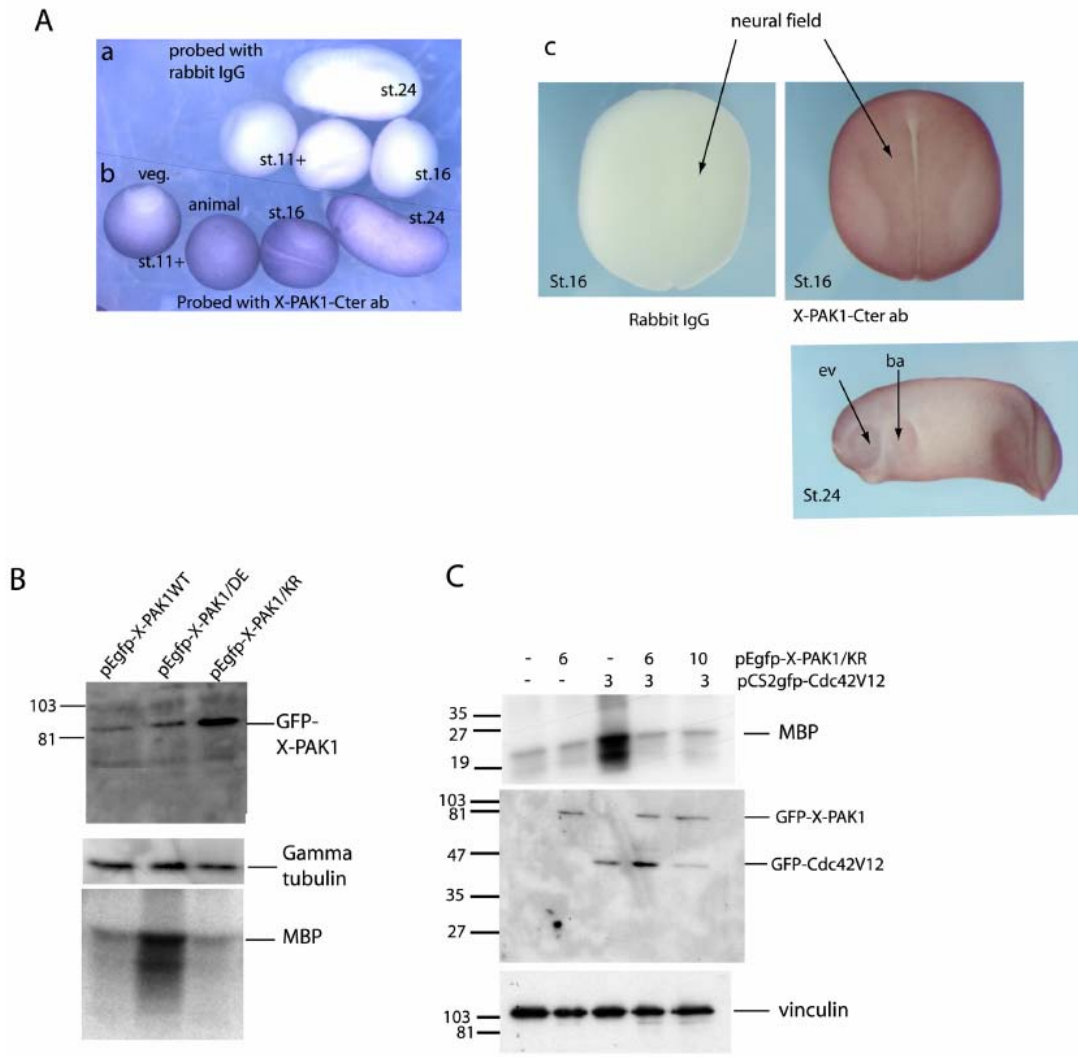 A
a
probed with
rabbit IgG
st.24
st.11+
st.16
b
veg.
animal
st.16
st.24
st.11+
Probed with X-PAK1-Cter ab
c
neural field
St.16
St.16
Rabbit IgG
X-PAK1-Cter ab
ev
ba
St.24
B
pEgfp-X-PAK1WT
pEgfp-X-PAK1/DE
pEgfp-X-PAK1/KR
103
81
GFP-
X-PAK1
Gamma
tubulin
MBP
C
- 6 - 6 10 pEgfp-X-PAK1/KR
- - 3 3 3 pCS2gfp-Cdc42V12
35
27
19
MBP
103
81
47
35
27
GFP-X-PAK1
GFP-Cdc42V12
103
81
vinculin